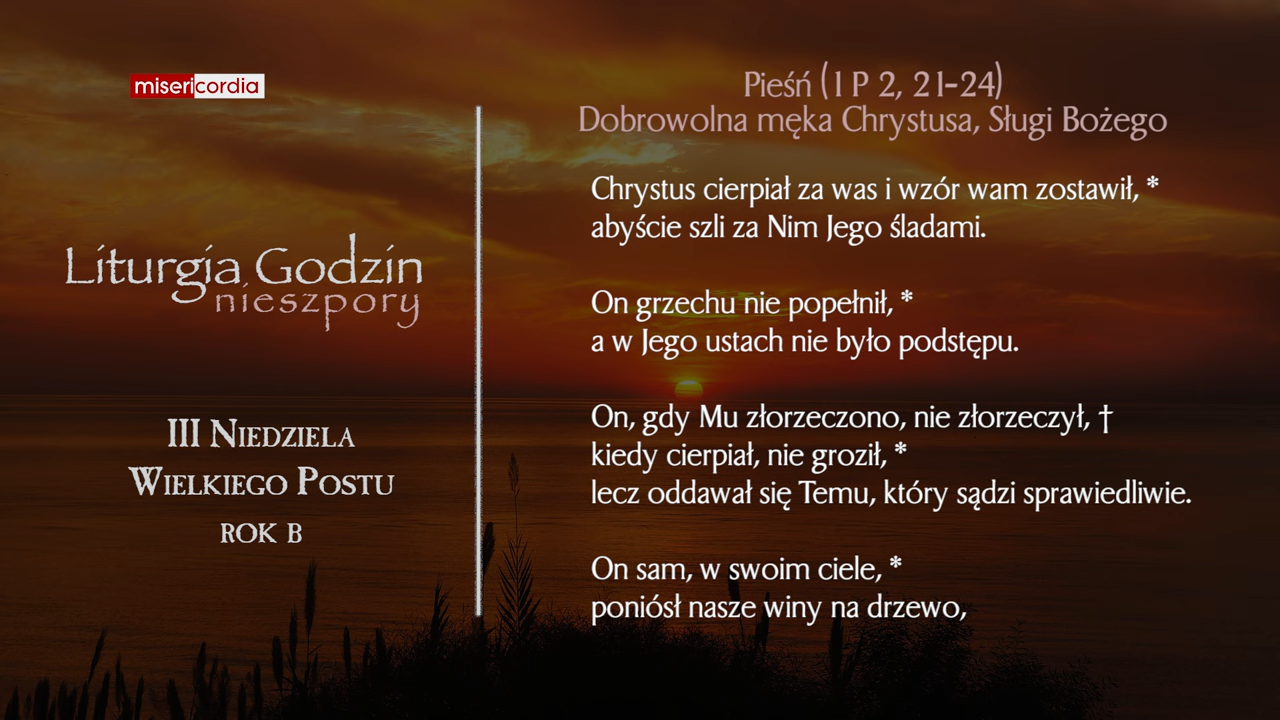 misericordia
Liturgia Godzin
nieszpory
III Niedziela
Wielkiego Postu
rok B
Pieśń (1 P 2, 21-24)
Dobrowolna męka Chrystusa, Sługi Bożego
Chrystus cierpiał za was i wzór wam zostawił, *
abyście szli za Nim Jego śladami.
On grzechu nie popełnił, *
a w Jego ustach nie było podstępu.
On, gdy Mu złorzeczono, nie złorzeczył, †
kiedy cierpiał, nie groził, *
lecz oddawał się Temu, który sądzi sprawiedliwie.
On sam, w swoim ciele, *
poniósł nasze winy na drzewo,